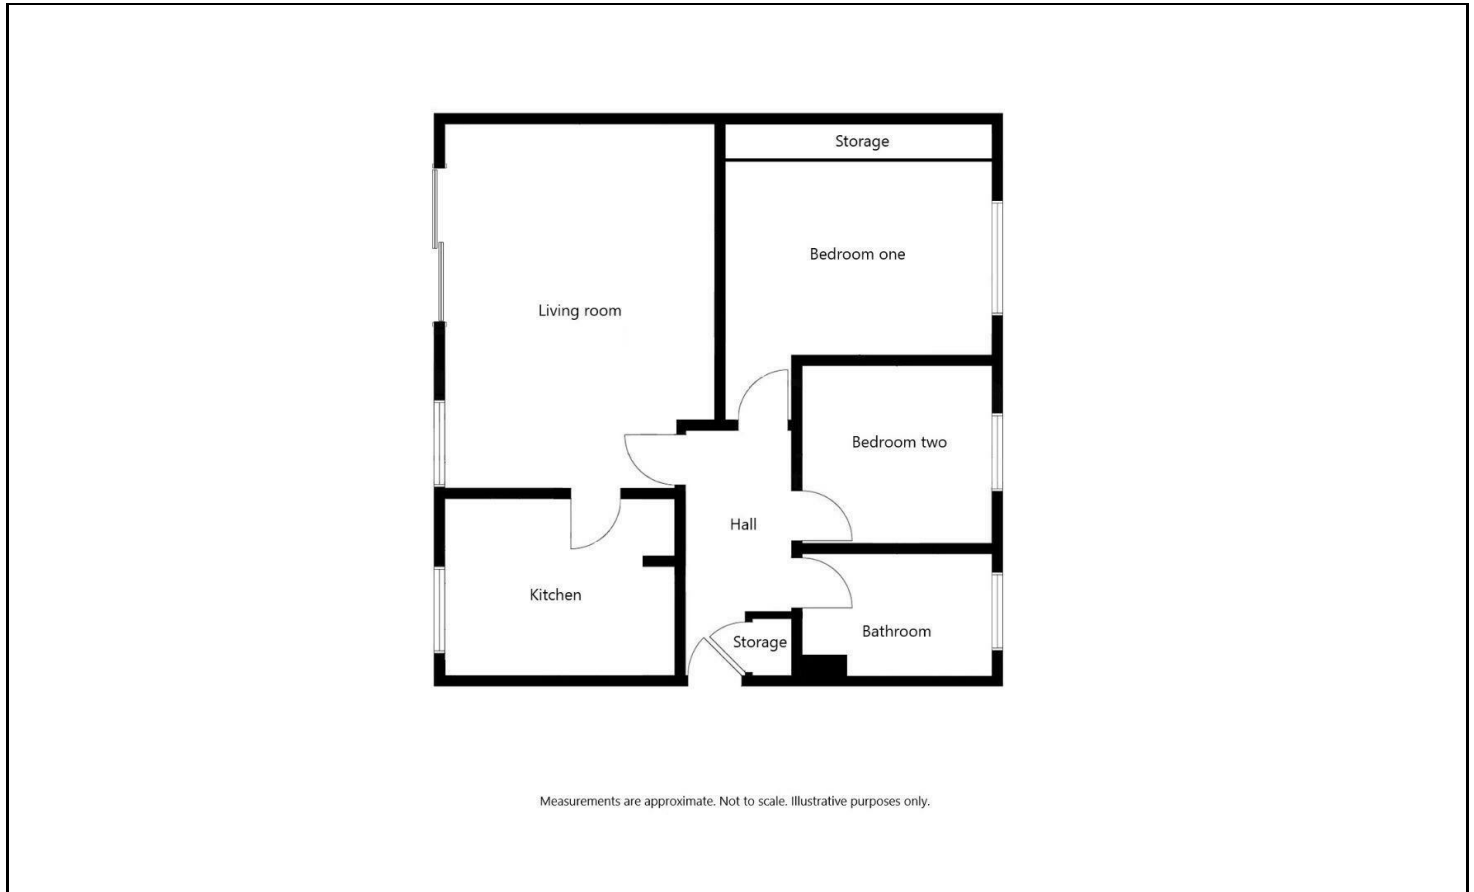 Storage
Bedroom one
Living room
Bedroom two
Hall
Kitchen
Bathroom
Storage
Measurements are approximate. Not to scale. Illustrative purposes only.